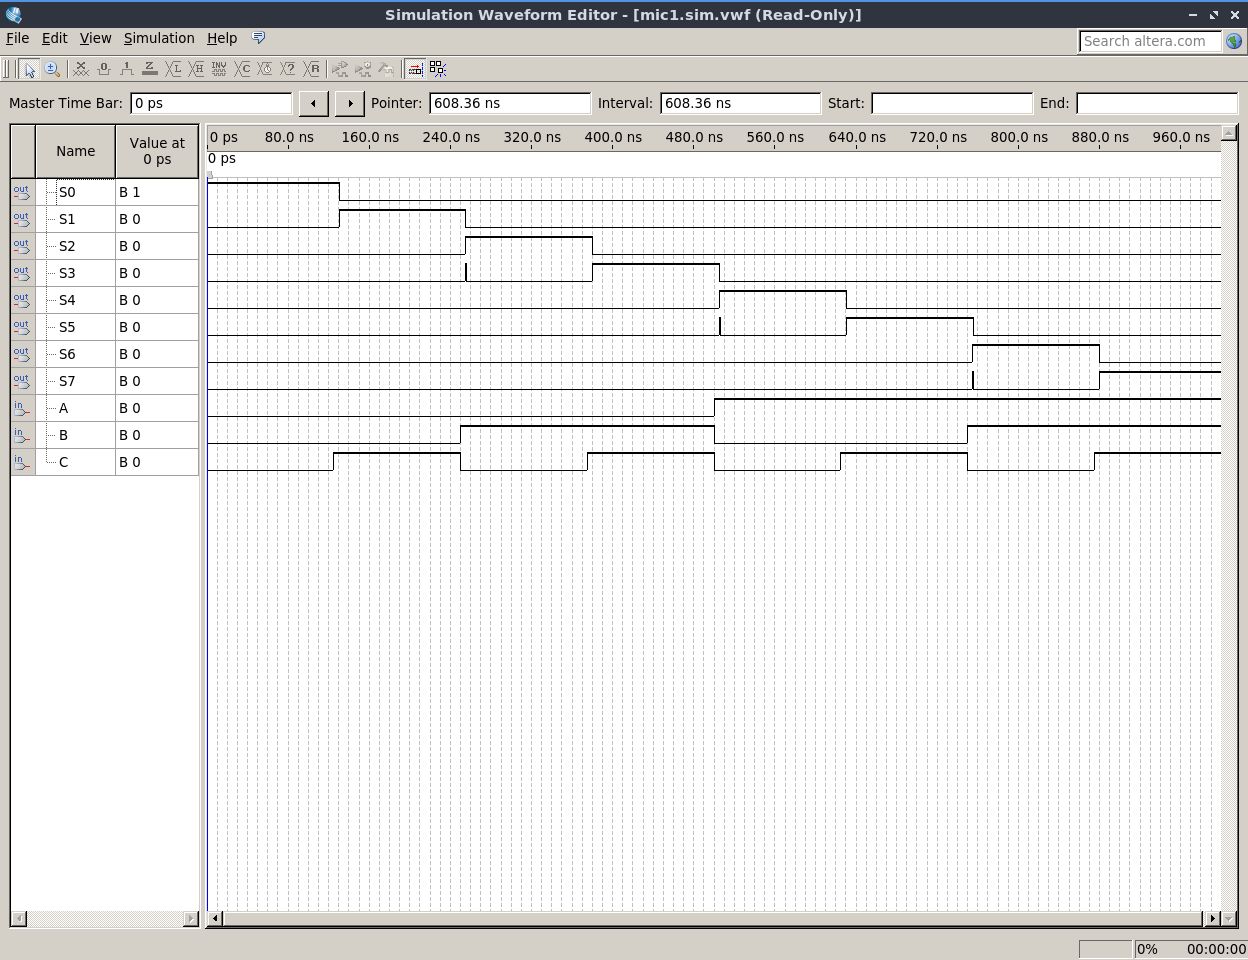 Simulation Waveform Editor - [mic1.sim.vwf (Read-Only)]
File Edit View Simulation Help
Search altera.com
Master Time Bar: 0 ps Pointer: 608.36 ns Interval: 608.36 ns Start: End:
Name Value at 0 ps
0 ps 80.0 ns 160.0 ns 240.0 ns 320.0 ns 400.0 ns 480.0 ns 560.0 ns 640.0 ns 720.0 ns 800.0 ns 880.0 ns 960.0 ns
0 ps
out S0 B 1
out S1 B 0
out S2 B 0
out S3 B 0
out S4 B 0
out S5 B 0
out S6 B 0
out S7 B 0
in A B 0
in B B 0
in C B 0
0% 00:00:00